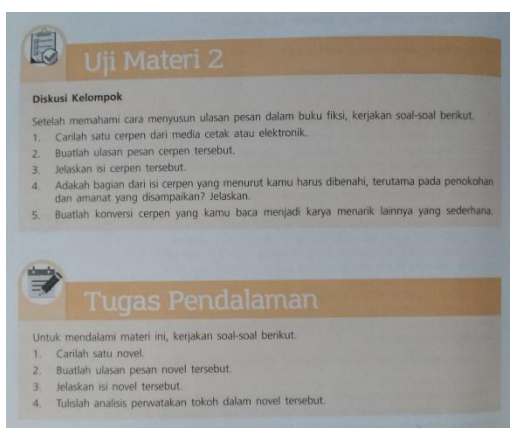 Uji Materi 2
Diskusi Kelompok
Setelah memahami cara menyusun ulasan pesan dalam buku fiksi, kerjakan soal-soal berikut.
1. Carilah satu cerpen dari media cetak atau elektronik.
2. Buatlah ulasan pesan cerpen tersebut.
3. Jelaskan isi cerpen tersebut.
4. Adakah bagian dari isi cerpen yang menurut kamu harus dibenahi, terutama pada penokohan
dan amanat yang disampaikan? Jelaskan.
5. Buatlah konversi cerpen yang kamu baca menjadi karya menarik lainnya yang sederhana.
Tugas Pendalaman
Untuk mendalami materi ini, kerjakan soal-soal berikut.
1. Carilah satu novel.
2. Buatlah ulasan pesan novel tersebut.
3. Jelaskan isi novel tersebut.
4. Tulislah analisis perwatakan tokoh dalam novel tersebut.